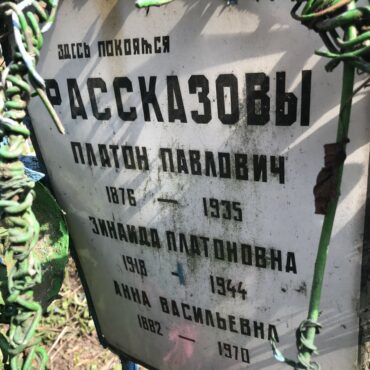 ЗДЕСЬ ПОКОЯТСЯ
РАССКАЗОВЫ
ПЛАТОН ПАВЛОВИЧ
1876 — 1935
ЗИНАИДА ПЛАТОНОВНА
1918 - 1944
АННА ВАСИЛЬЕВНА
1882 — 1970